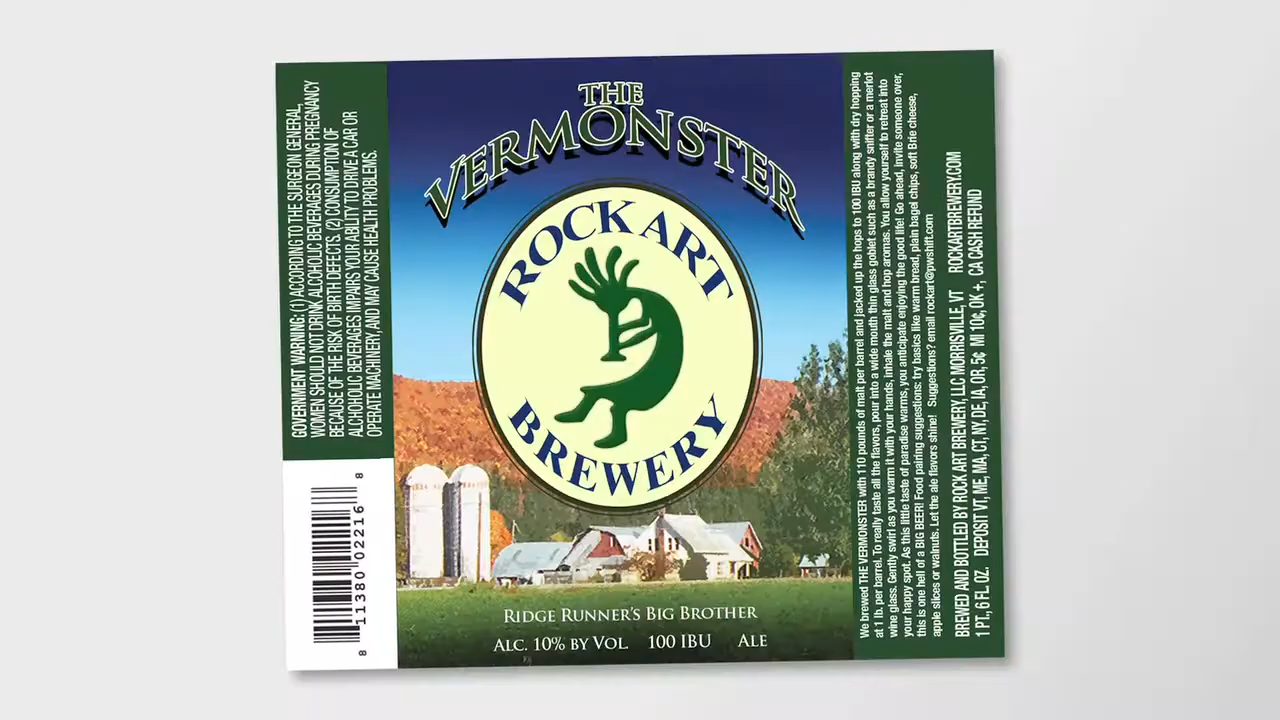 GOVERNMENT WARNING: (1) ACCORDING TO THE SURGEON GENERAL,
WOMEN SHOULD NOT DRINK ALCOHOLIC BEVERAGES DURING PREGNANCY
BECAUSE OF THE RISK OF BIRTH DEFECTS. (2) CONSUMPTION OF
ALCHOHOLIC BEVERAGES IMPAIRS YOUR ABILITY TO DRIVE A CAR OR
OPERATE MACHINERY, AND MAY CAUSE HEALTH PROBLEMS.
8 11380 02216 8
THE
VERMONSTER
ROCK ART
BREWERY
RIDGE RUNNER'S BIG BROTHER
ALC. 10% BY VOL 100 IBU ALE
We brewed THE VERMONSTER with 110 pounds of malt per barrel and jacked up the hops to 100 IBU along with dry hopping
at 1 lb. per barrel. To really taste all the flavors, pour into a wide mouth thin glass goblet such as a brandy snifter or a merlot
wine glass. Gently swirl as you warm it with your hands, inhale the malt and hop aromas. You allow yourself to retreat into
your happy spot. As this little taste of paradise warms, you anticipate enjoying the good life! Go ahead, invite someone over,
this is one hell of a BIG BEER! Food pairing suggestions: try basics like warm bread, plain bagel chips, soft Brie cheese,
apple slices or walnuts. Let the ale flavors shine! Suggestions? email rockart@pwshift.com
BREWED AND BOTTLED BY ROCK ART BREWERY, LLC MORRISVILLE, VT ROCKARTBREWERY.COM
1 PT., 6 FL OZ. DEPOSIT VT, ME, MA, CT, NY, DE, IA, OR, 5¢ MI 10¢, OK +, CA CASH REFUND